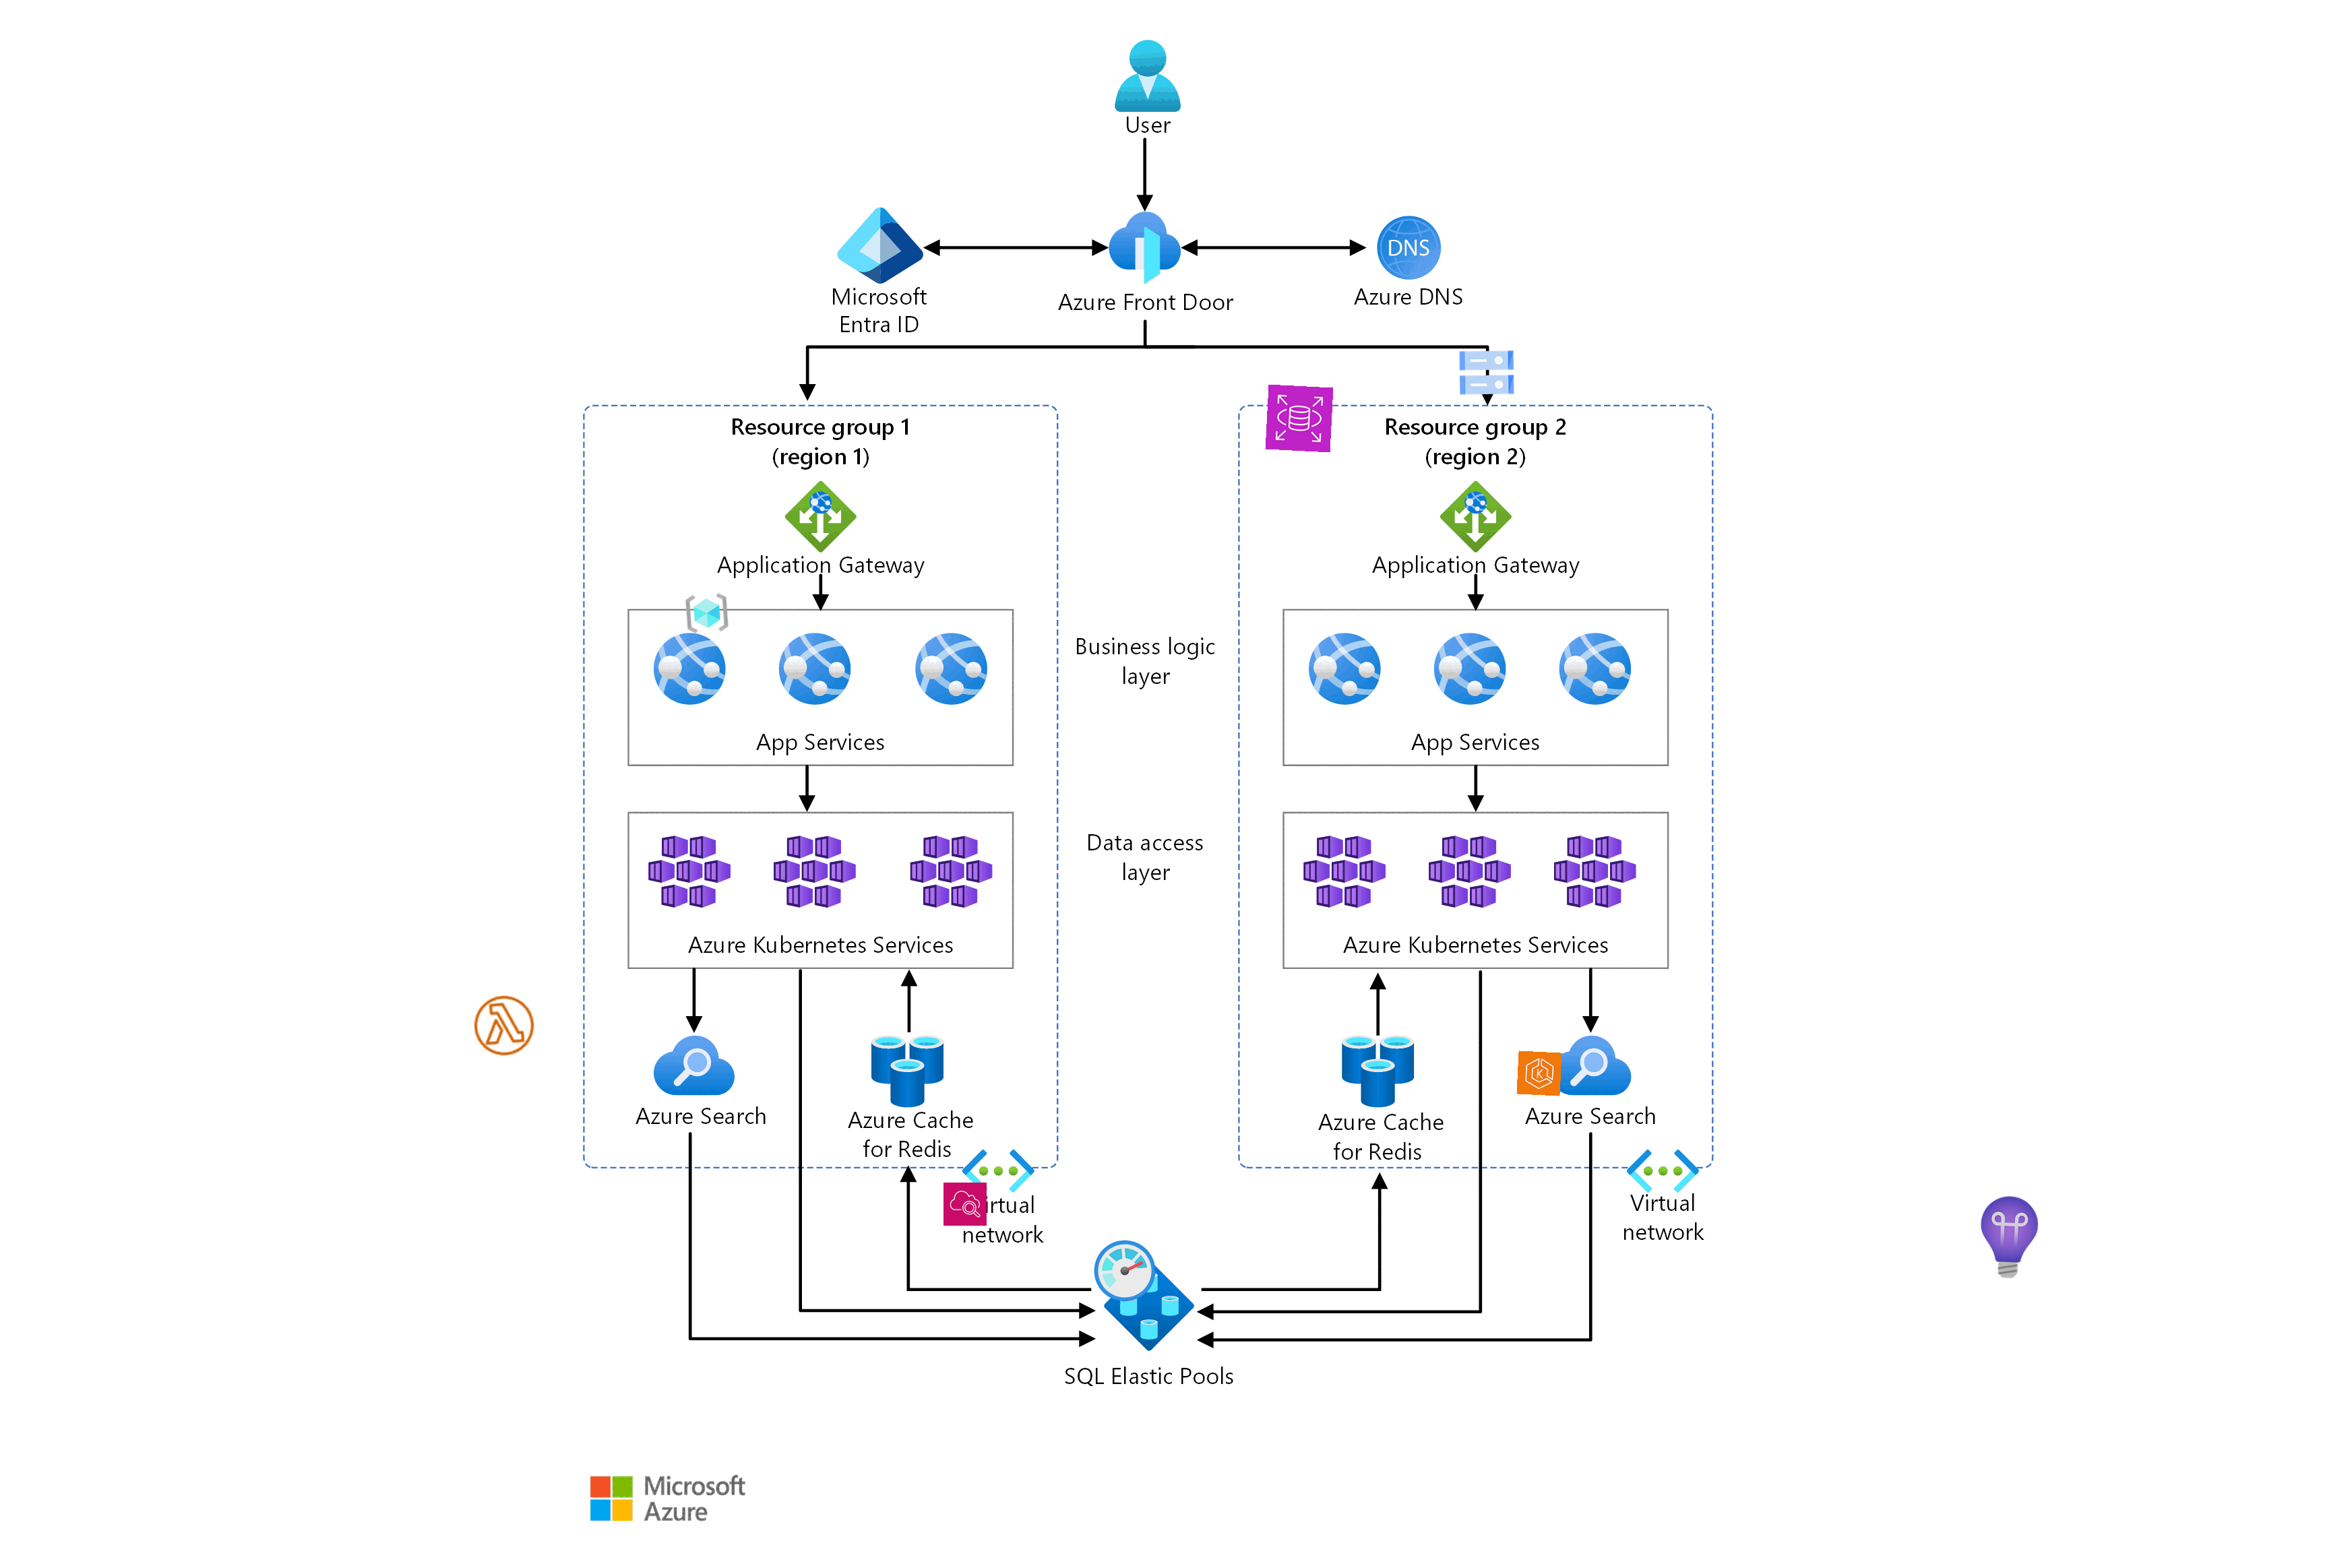 User
DNS
Microsoft
Entra ID
Azure Front Door
Azure DNS
Resource group 1
(region 1)
Resource group 2
(region 2)
Application Gateway
Application Gateway
Business logic
layer
App Services
App Services
Data access
layer
Azure Kubernetes Services
Azure Kubernetes Services
K
Azure Search
Azure Cache
for Redis
Azure Cache
for Redis
Azure Search
irtual
network
Virtual
network
SQL Elastic Pools
Microsoft
Azure